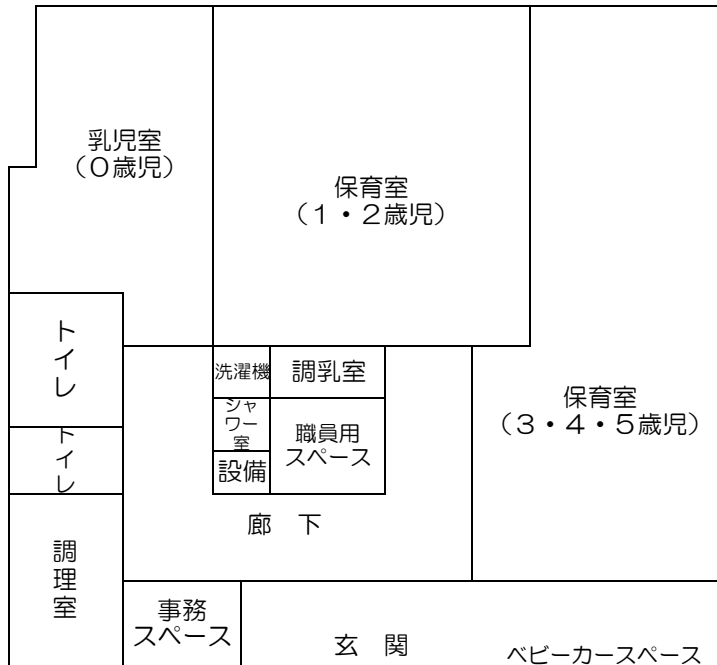 乳児室
（０歳児）
保育室
（１・２歳児）
トイレ
洗濯機
調乳室
保育室
（３・４・５歳児）
シャ
ワー
室
職員用
スペース
トイレ
設備
廊　下
調理室
事務
スペース
玄　関
ベビーカースペース